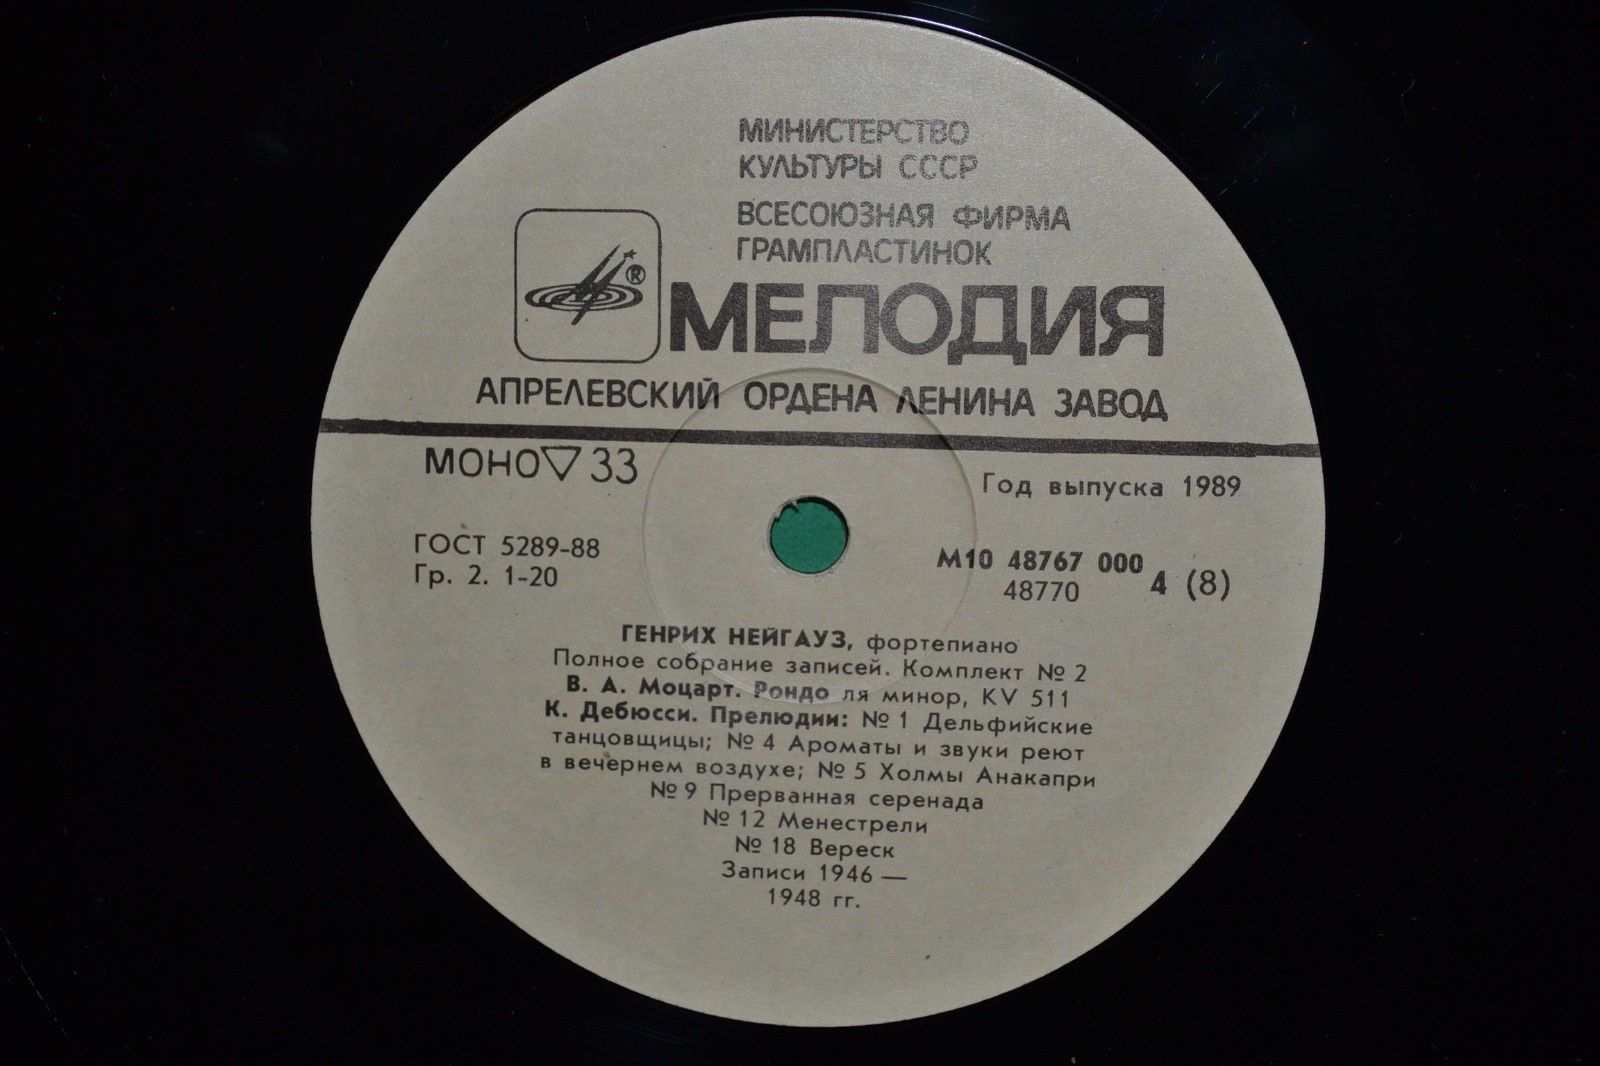 МИНИСТЕРСТВО
КУЛЬТУРЫ СССР
ВСЕСОЮЗНАЯ ФИРМА
ГРАМПЛАСТИНОК
®
МЕЛОДИЯ
АПРЕЛЕВСКИЙ ОРДЕНА ЛЕНИНА ЗАВОД
МОНО▽33
Год выпуска 1989
ГОСТ 5289-88
Гр. 2. 1-20
М10 48767 000
48770
4 (8)
ГЕНРИХ НЕЙГАУЗ, фортепиано
Полное собрание записей. Комплект № 2
В. А. Моцарт. Рондо ля минор, KV 511
К. Дебюсси. Прелюдии: № 1 Дельфийские
танцовщицы; № 4 Ароматы и звуки реют
в вечернем воздухе; № 5 Холмы Анакапри
№ 9 Прерванная серенада
№ 12 Менестрели
№ 18 Вереск
Записи 1946 —
1948 гг.